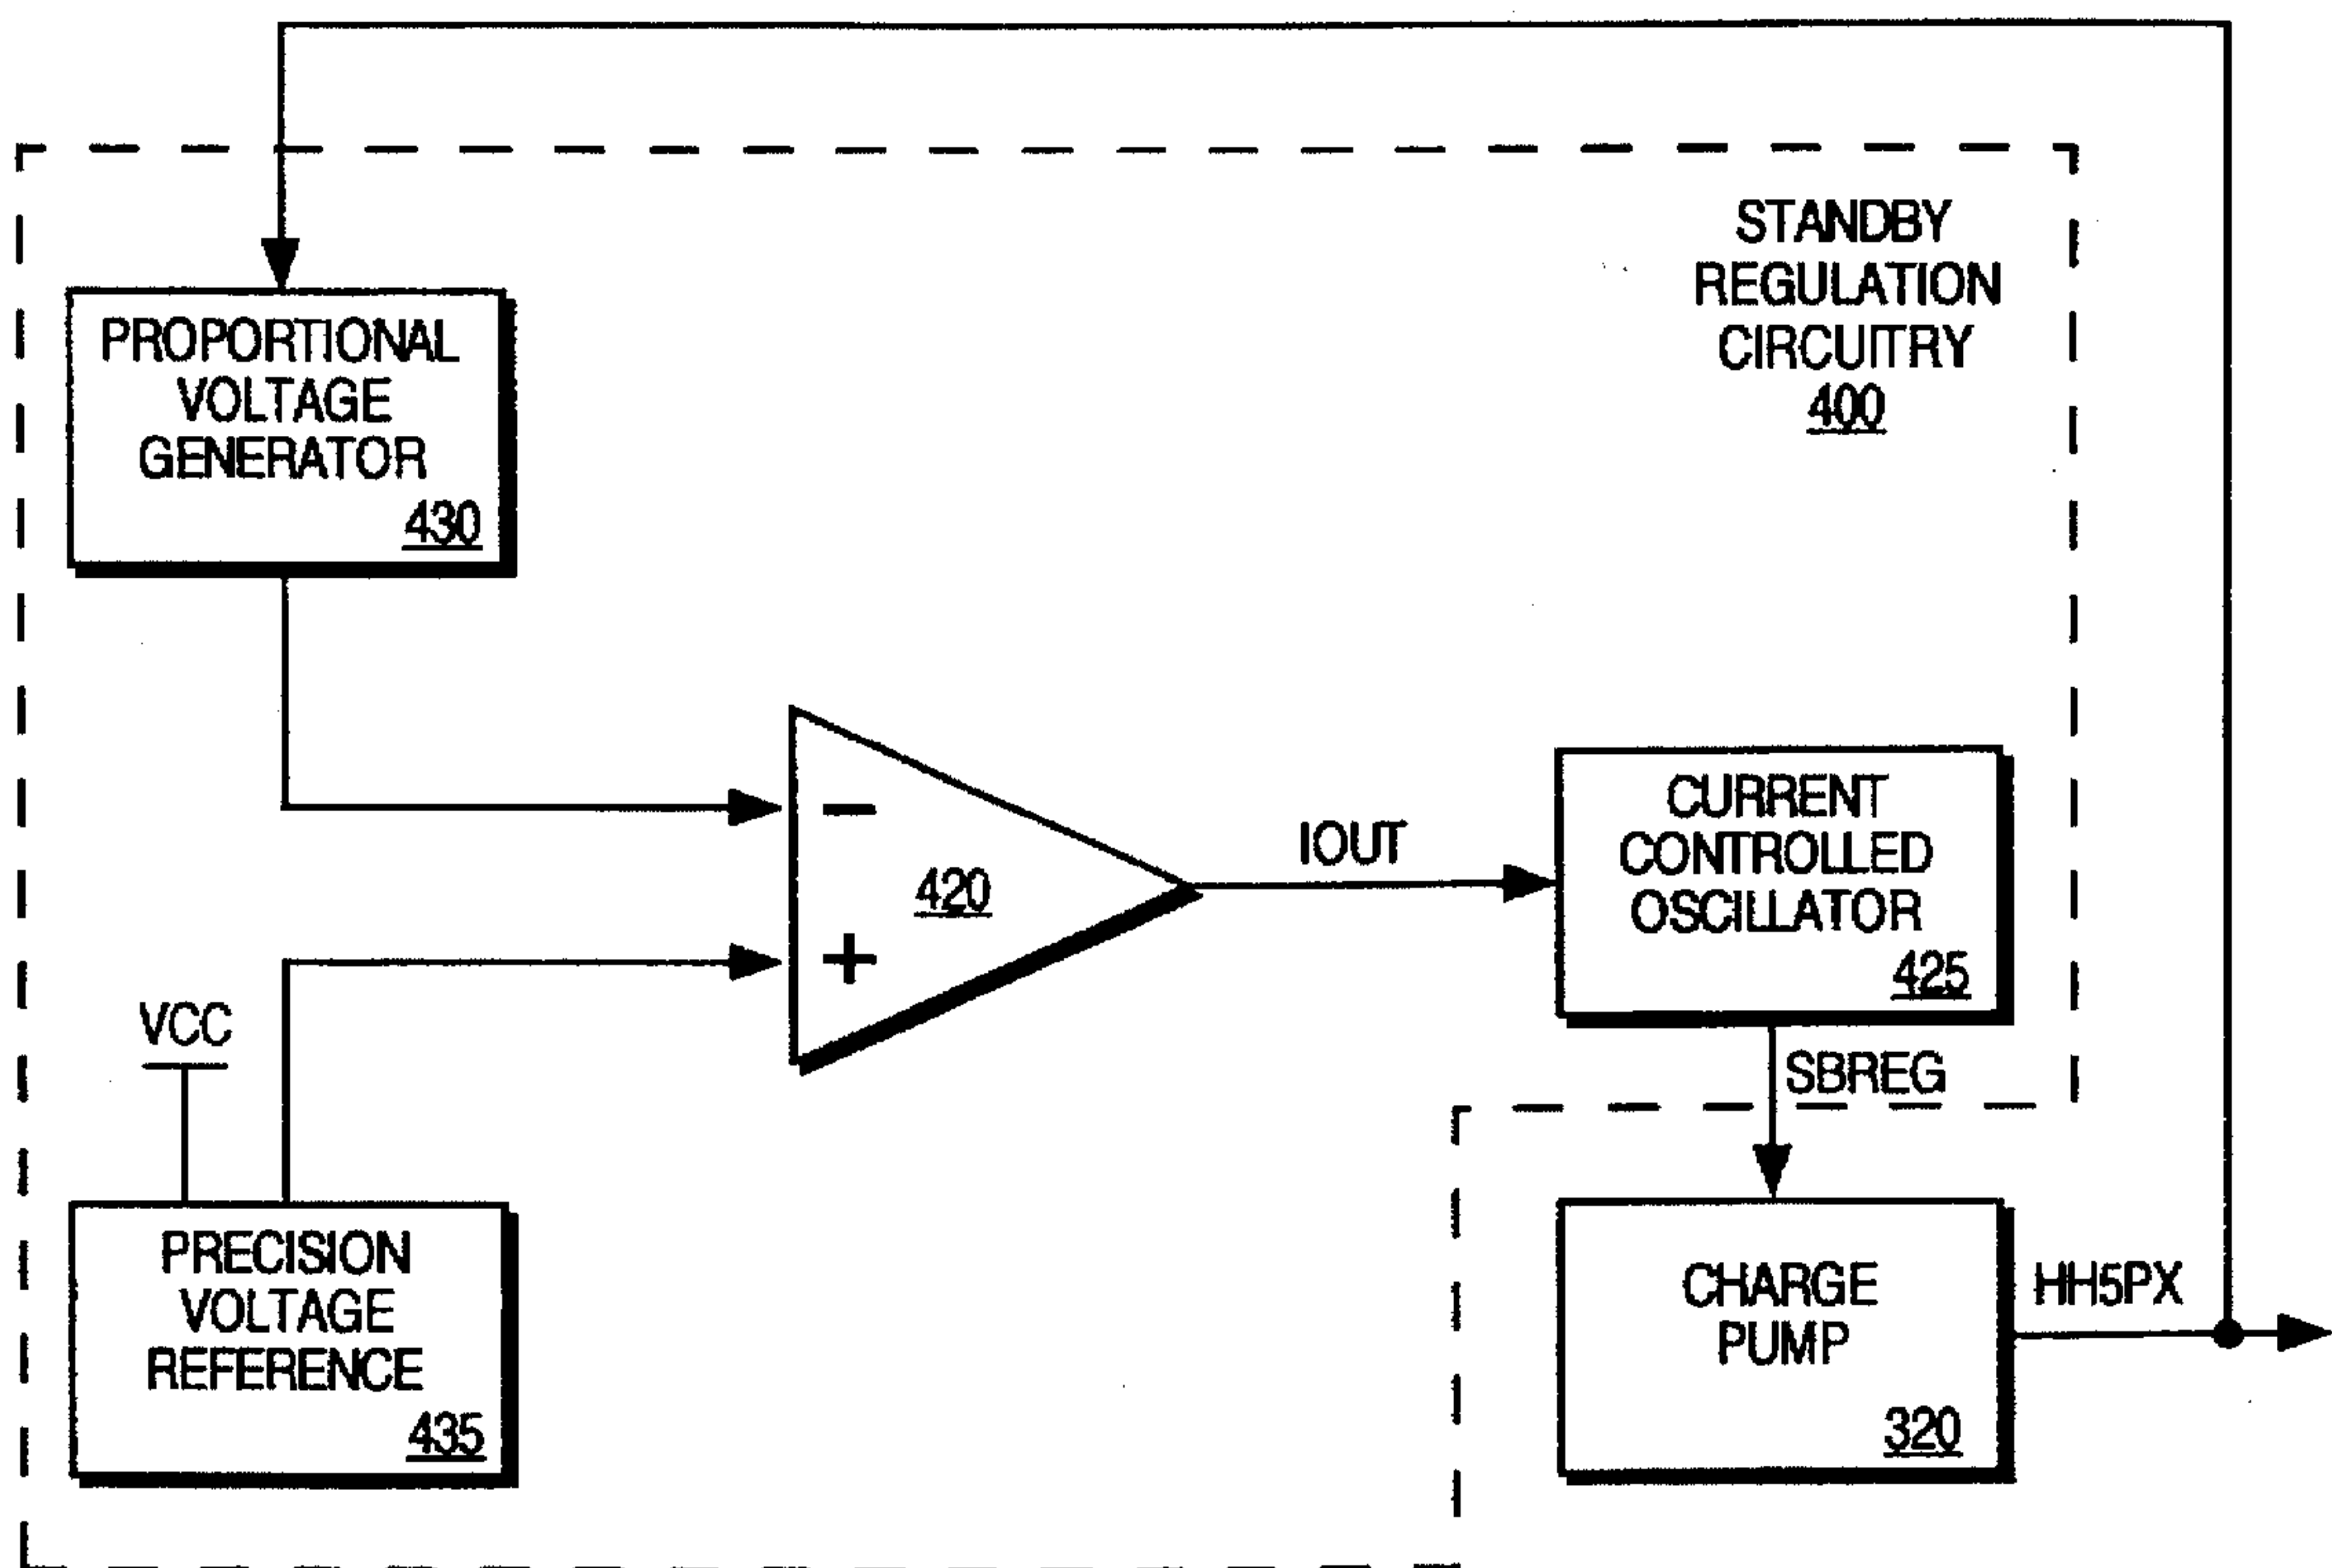 STANDBY
REGULATION
CIRCUITRY
400
PROPORTIONAL
VOLTAGE
GENERATOR
430
−
420
+
IOUT
CURRENT
CONTROLLED
OSCILLATOR
425
SBREG
VCC
PRECISION
VOLTAGE
REFERENCE
435
CHARGE
PUMP
320
HH5PX